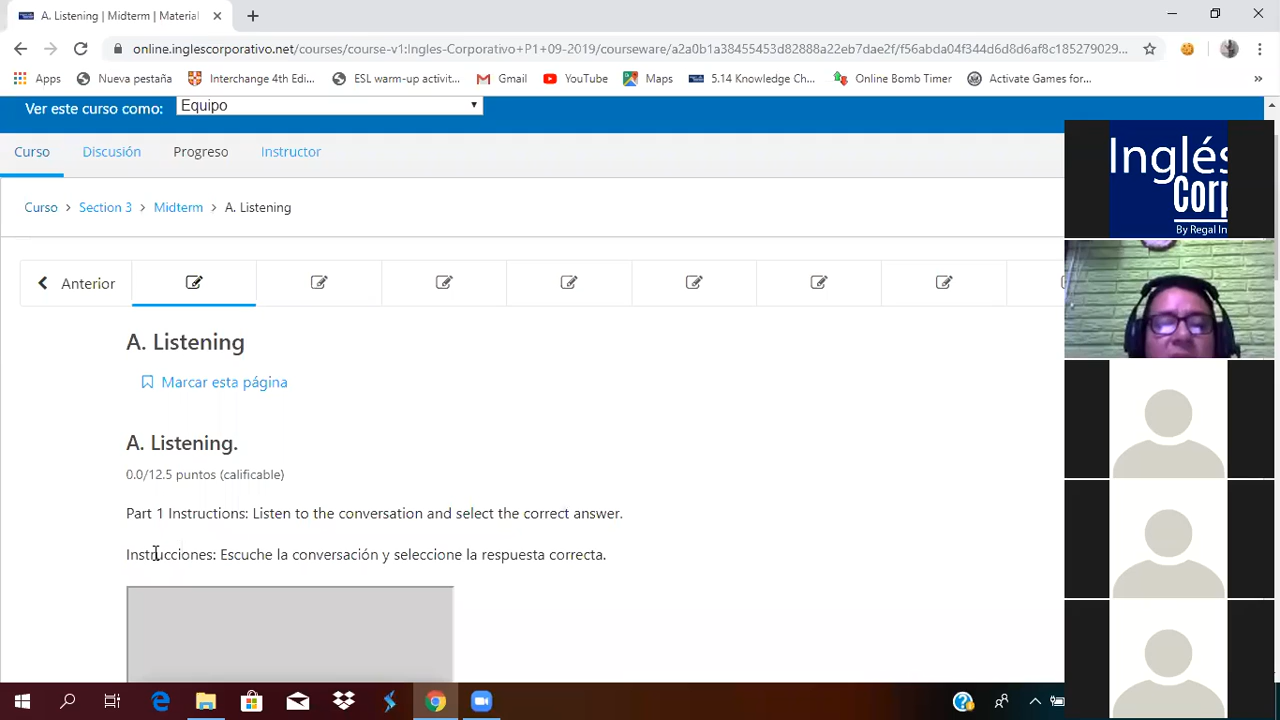 A. Listening | Midterm | Material
online.inglescorporativo.net/courses/course-v1:Ingles-Corporativo+P1+09-2019/courseware/a2a0b1a38455453d82888a22eb7dae2f/f56abda04f344d6d8d6af8c185279029...
Apps Nueva pestaña Interchange 4th Edi... ESL warm-up activit... Gmail YouTube Maps 5.14 Knowledge Ch... Online Bomb Timer Activate Games for...
Ver este curso como: Equipo
Curso Discusión Progreso Instructor
Curso > Section 3 > Midterm > A. Listening
Anterior
A. Listening
Marcar esta página
A. Listening.
0.0/12.5 puntos (calificable)
Part 1 Instructions: Listen to the conversation and select the correct answer.
Instrucciones: Escuche la conversación y seleccione la respuesta correcta.
Inglés
Corp
By Regal In